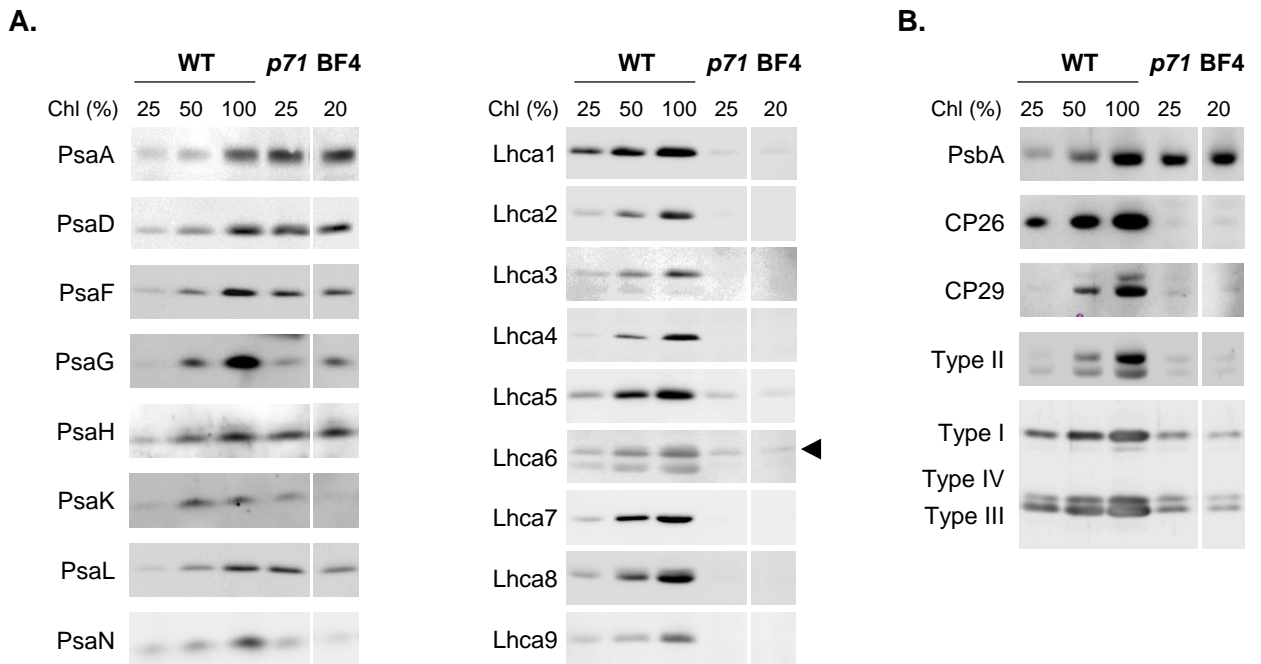 A.
WT p71 BF4
Chl (%) 25 50 100 25 20
PsaA
PsaD
PsaF
PsaG
PsaH
PsaK
PsaL
PsaN
WT p71 BF4
Chl (%) 25 50 100 25 20
Lhca1
Lhca2
Lhca3
Lhca4
Lhca5
Lhca6
Lhca7
Lhca8
Lhca9
B.
WT p71 BF4
Chl (%) 25 50 100 25 20
PsbA
CP26
CP29
Type II
Type I
Type IV
Type III